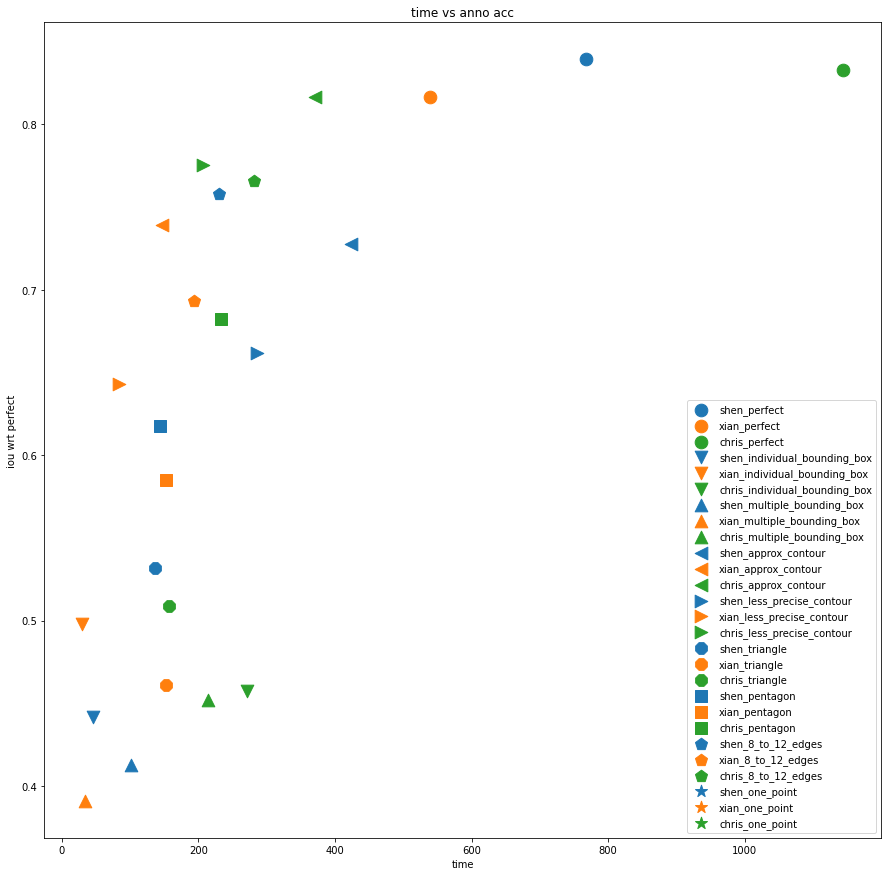 time vs anno acc
iou wrt perfect
0.8
0.7
0.6
0.5
0.4
0
200
400
600
800
1000
time
shen_perfect
xian_perfect
chris_perfect
shen_individual_bounding_box
xian_individual_bounding_box
chris_individual_bounding_box
shen_multiple_bounding_box
xian_multiple_bounding_box
chris_multiple_bounding_box
shen_approx_contour
xian_approx_contour
chris_approx_contour
shen_less_precise_contour
xian_less_precise_contour
chris_less_precise_contour
shen_triangle
xian_triangle
chris_triangle
shen_pentagon
xian_pentagon
chris_pentagon
shen_8_to_12_edges
xian_8_to_12_edges
chris_8_to_12_edges
shen_one_point
xian_one_point
chris_one_point